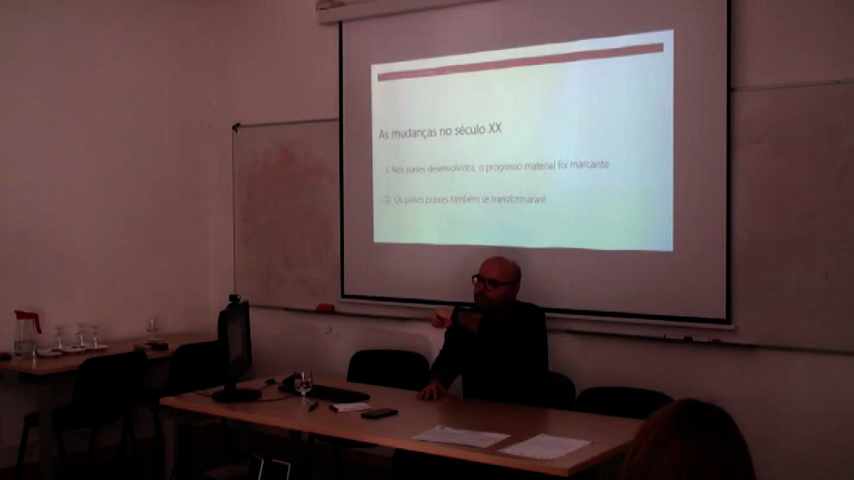 As mudanças no século XX
1. Nos países desenvolvidos, o progresso material foi marcante
2. Os países pobres também se transformaram